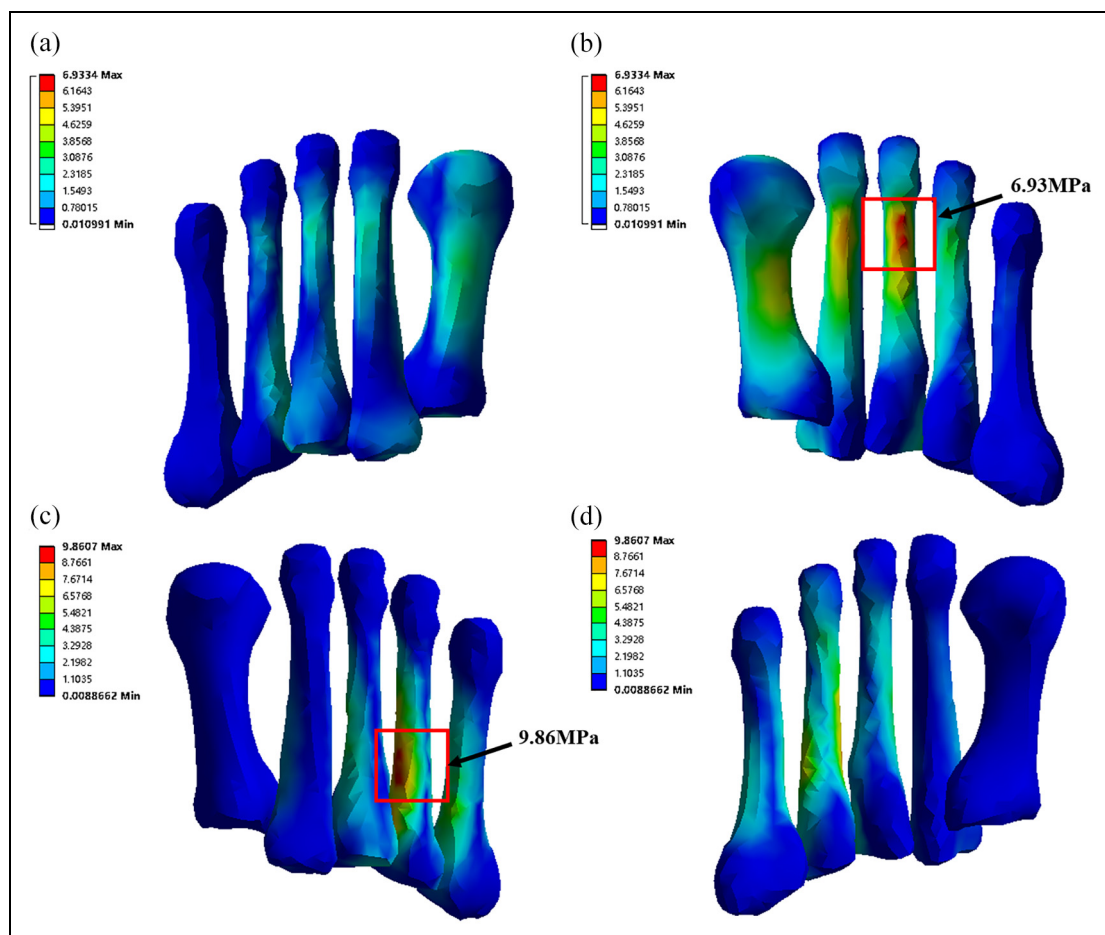 (a)
6.9334 Max
6.1643
5.3951
4.6259
3.8568
3.0876
2.3185
1.5493
0.78015
0.010991 Min
(b)
6.9334 Max
6.1643
5.3951
4.6259
3.8568
3.0876
2.3185
1.5493
0.78015
0.010991 Min
6.93MPa
(c)
9.8607 Max
8.7661
7.6714
6.5768
5.4821
4.3875
3.2928
2.1982
1.1035
0.0088662 Min
9.86MPa
(d)
9.8607 Max
8.7661
7.6714
6.5768
5.4821
4.3875
3.2928
2.1982
1.1035
0.0088662 Min